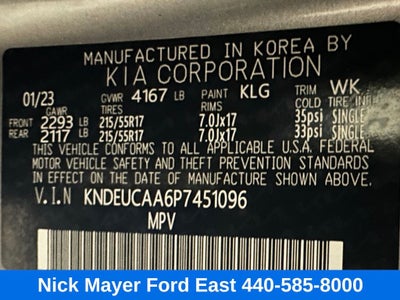 MANUFACTURED IN KOREA BY
KIA CORPORATION
01/23 GVWR 4167 LB PAINT KLG TRIM WK
GAWR TIRES RIMS COLD TIRE INF PRS
FRONT 2293 LB 215/55R17 7.0Jx17 35psi SINGLE
REAR 2117 LB 215/55R17 7.0Jx17 33psi SINGLE
THIS VEHICLE CONFORMS TO ALL APPLICABLE U.S.A. FEDERAL
MOTOR VEHICLE SAFETY AND THEFT PREVENTION STANDARDS
IN EFFECT ON THE DATE OF MANUFACTURE SHOWN ABOVE.
V.I.N KNDEUCAA6P7451096
MPV
Nick Mayer Ford East 440-585-8000